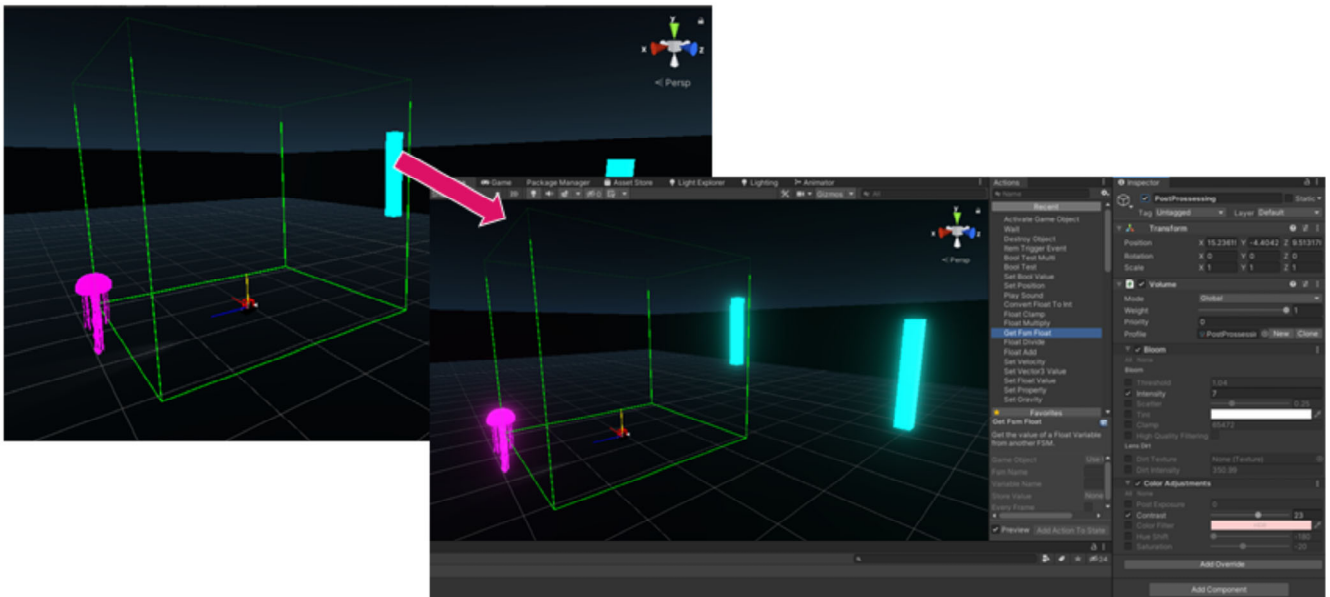 y
x
z
Persp
Game
Package Manager
Asset Store
Light Explorer
Lighting
Animator
Gizmos
All
y
x
z
Persp
Actions
Name
Recent
Activate Game Object
Wait
Destroy Object
Item Trigger Event
Bool Test Multi
Bool Test
Set Bool Value
Set Position
Play Sound
Convert Float To Int
Float Clamp
Float Multiply
Get Fsm Float
Float Divide
Float Add
Set Velocity
Set Vector3 Value
Set Float Value
Set Property
Set Gravity
Favorites
Get Fsm Float
Get the value of a Float Variable
from another FSM.
Game Object
Fsm Name
Variable Name
Store Value None
Every Frame
Preview Add Action To State
Inspector
PostProssessing Static
Tag Untagged Layer Default
Transform
Position X 15.23611 Y -4.4042 Z 9.513171
Rotation X 0 Y 0 Z 0
Scale X 1 Y 1 Z 1
Volume
Mode Global
Weight 1
Priority 0
Profile PostProssessin New Clone
Bloom
All None
Bloom
Threshold 1.04
Intensity 7
Scatter 0.25
Tint
Clamp 65472
High Quality Filtering
Lens Dirt
Dirt Texture None (Texture)
Dirt Intensity 350.99
Color Adjustments
All None
Post Exposure 0
Contrast 23
Color Filter HDR
Hue Shift -180
Saturation -20
Add Override
Add Component